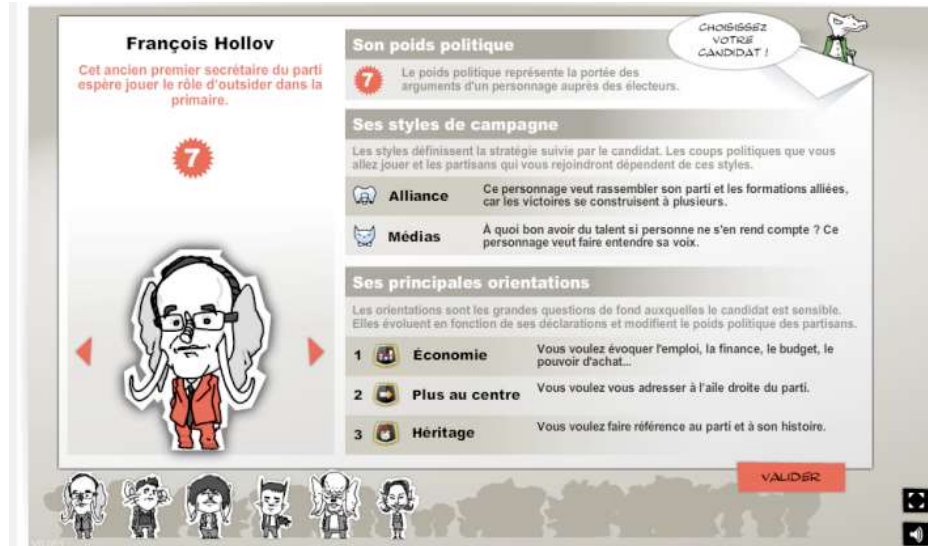 CHOISISSEZ
VOTRE
CANDIDAT !
François Hollov
Cet ancien premier secrétaire du parti
espère jouer le rôle d'outsider dans la
primaire.
7
Son poids politique
7
Le poids politique représente la portée des
arguments d'un personnage auprès des électeurs.
Ses styles de campagne
Les styles définissent la stratégie suivie par le candidat. Les coups politiques que vous
allez jouer et les partisans qui vous rejoindront dépendent de ces styles.
Alliance
Ce personnage veut rassembler son parti et les formations alliées,
car les victoires se construisent à plusieurs.
Médias
À quoi bon avoir du talent si personne ne s'en rend compte ? Ce
personnage veut faire entendre sa voix.
Ses principales orientations
Les orientations sont les grandes questions de fond auxquelles le candidat est sensible.
Elles évoluent en fonction de ses déclarations et modifient le poids politique des partisans.
1 Économie
Vous voulez évoquer l'emploi, la finance, le budget, le
pouvoir d'achat...
2 Plus au centre
Vous voulez vous adresser à l'aile droite du parti.
3 Héritage
Vous voulez faire référence au parti et à son histoire.
VALIDER